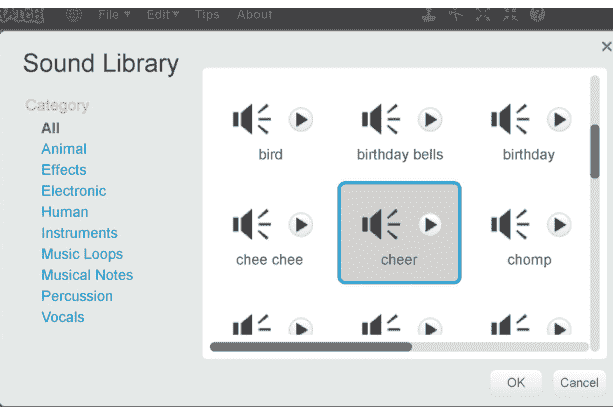 File ▼ Edit▼ Tips About
Sound Library
×
Category
All
Animal
Effects
Electronic
Human
Instruments
Music Loops
Musical Notes
Percussion
Vocals
bird birthday bells birthday
chee chee cheer chomp
OK Cancel